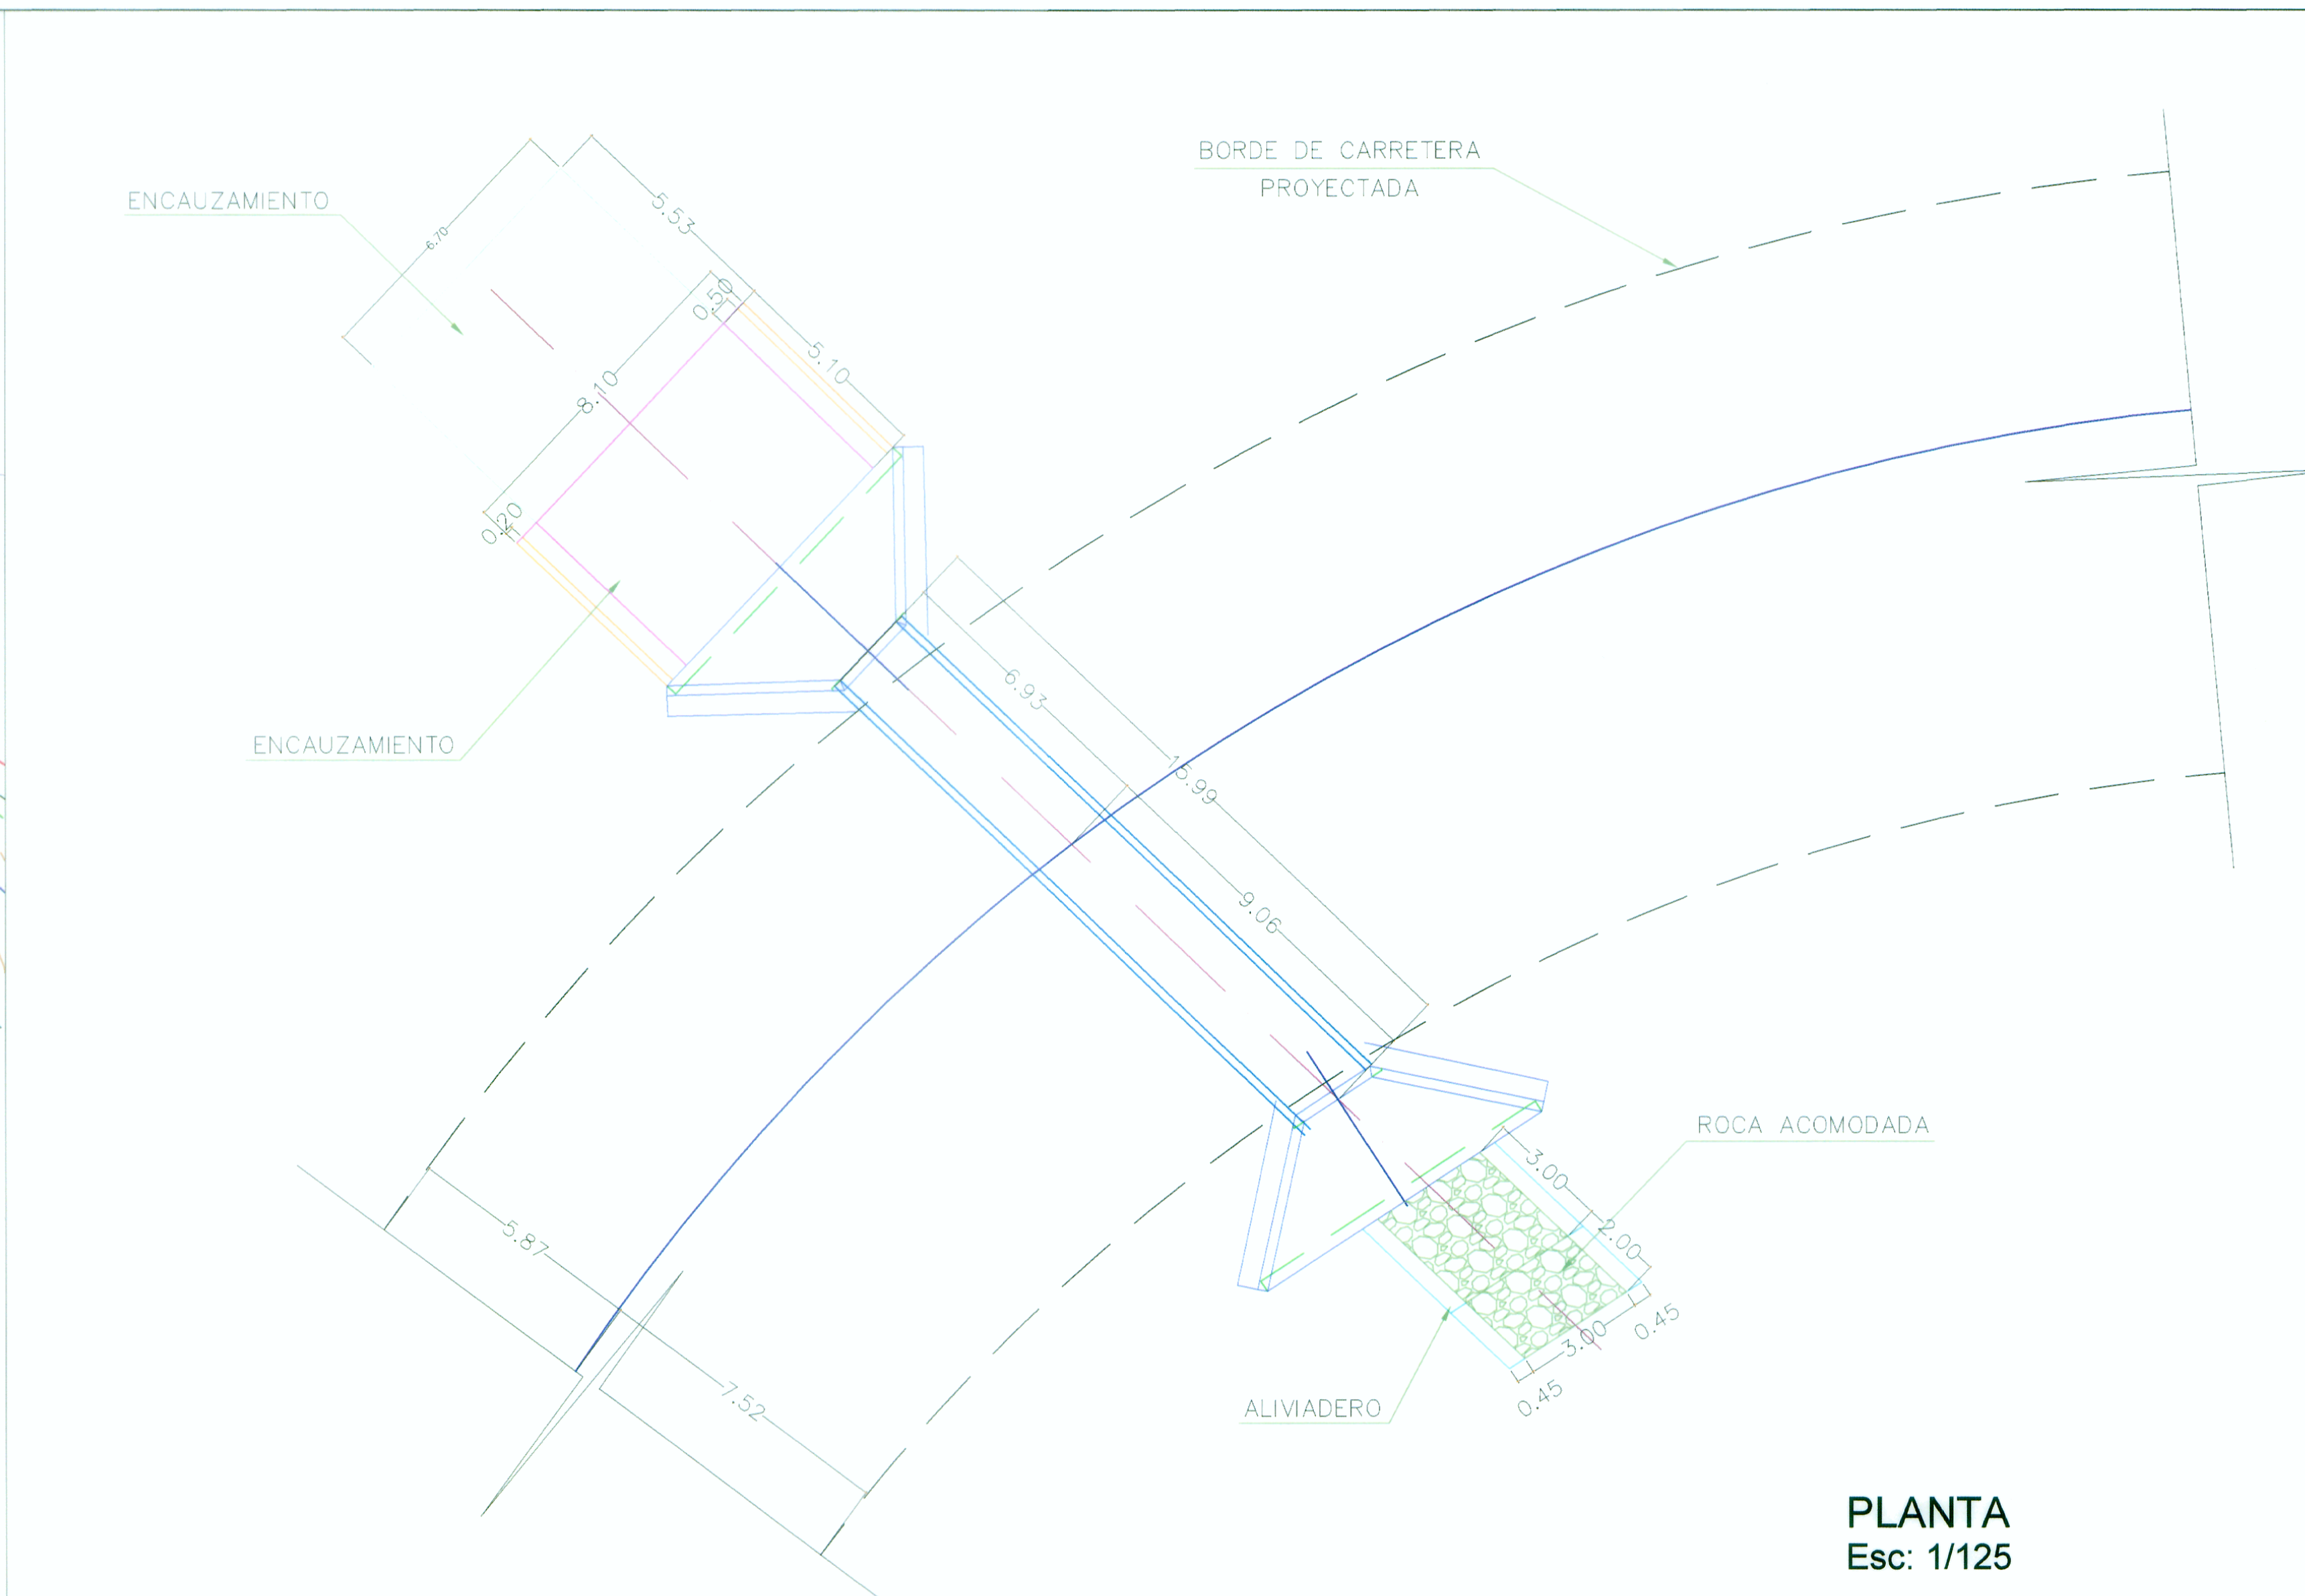 BORDE DE CARRETERA
PROYECTADA
ENCAUZAMIENTO
5.53
6.70
0.50
5.10
8.10
0.20
ENCAUZAMIENTO
6.93
15.99
9.06
ROCA ACOMODADA
3.00
2.00
0.45
3.00
0.45
ALIVIADERO
5.87
7.52
PLANTA
Esc: 1/125